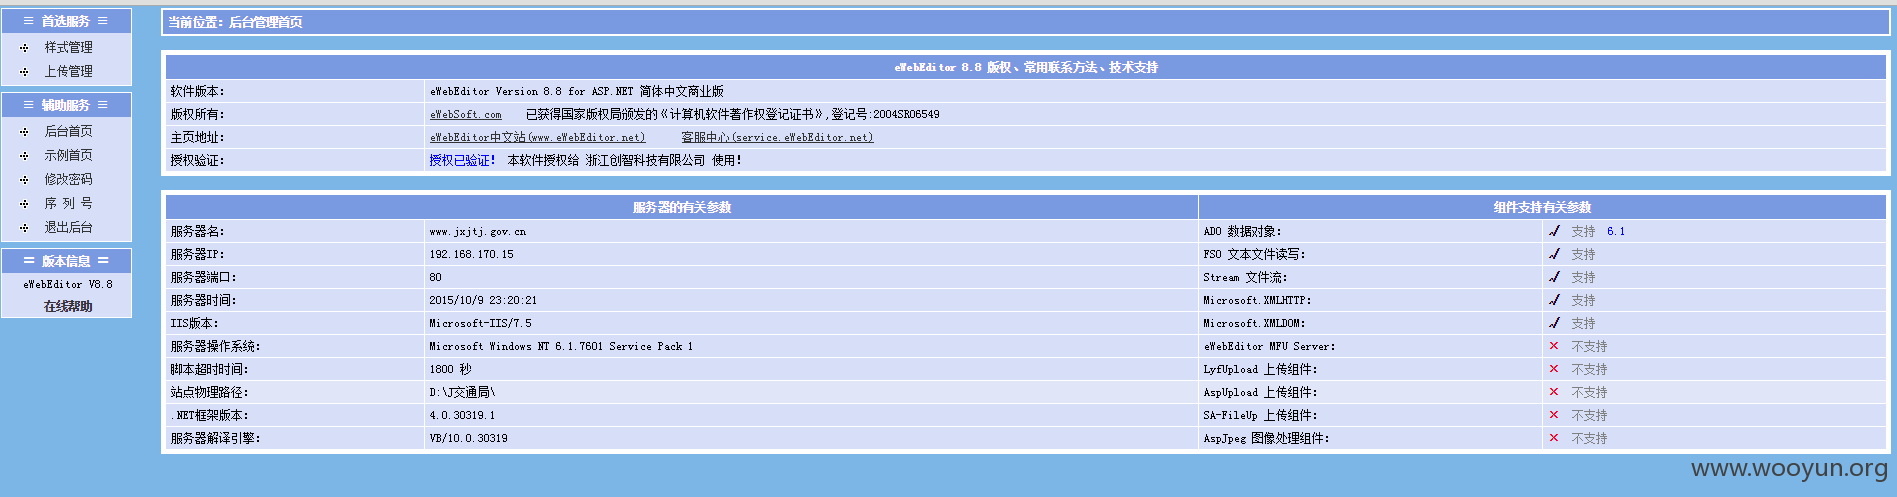 ≡ 首选服务 ≡
样式管理
上传管理
≡ 辅助服务 ≡
后台首页
示例首页
修改密码
序 列 号
退出后台
= 版本信息 =
eWebEditor V8.8
在线帮助
当前位置: 后台管理首页
eWebEditor 8.8 版权、常用联系方法、技术支持
软件版本: eWebEditor Version 8.8 for ASP.NET 简体中文商业版
版权所有: eWebSoft.com 已获得国家版权局颁发的《计算机软件著作权登记证书》,登记号:2004SR06549
主页地址: eWebEditor中文站(www.eWebEditor.net) 客服中心(service.eWebEditor.net)
授权验证: 授权已验证! 本软件授权给 浙江创智科技有限公司 使用!
服务器的有关参数 组件支持有关参数
服务器名: www.jxjtj.gov.cn ADO 数据对象: 支持 6.1
服务器IP: 192.168.170.15 FSO 文本文件读写: 支持
服务器端口: 80 Stream 文件流: 支持
服务器时间: 2015/10/9 23:20:21 Microsoft.XMLHTTP: 支持
IIS版本: Microsoft-IIS/7.5 Microsoft.XMLDOM: 支持
服务器操作系统: Microsoft Windows NT 6.1.7601 Service Pack 1 eWebEditor MFU Server: 不支持
脚本超时时间: 1800 秒 LyfUpload 上传组件: 不支持
站点物理路径: D:\J交通局\ AspUpload 上传组件: 不支持
.NET框架版本: 4.0.30319.1 SA-FileUp 上传组件: 不支持
服务器解译引擎: VB/10.0.30319 AspJpeg 图像处理组件: 不支持
www.wooyun.org